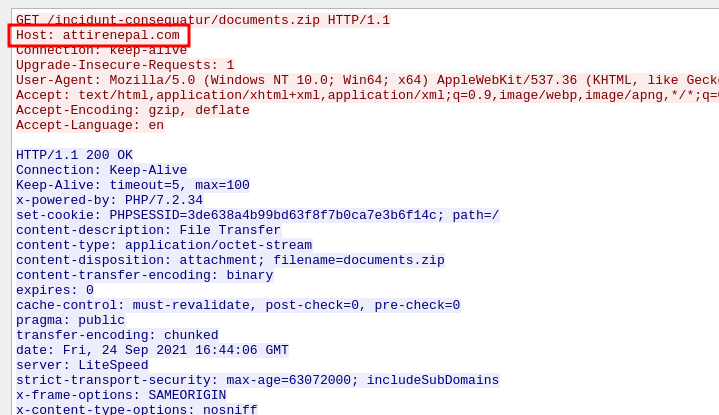 GET /incidunt-consequatur/documents.zip HTTP/1.1
Host: attirenepal.com
Connection: keep-alive
Upgrade-Insecure-Requests: 1
User-Agent: Mozilla/5.0 (Windows NT 10.0; Win64; x64) AppleWebKit/537.36 (KHTML, like Geck
Accept: text/html,application/xhtml+xml,application/xml;q=0.9,image/webp,image/apng,*/*;q=
Accept-Encoding: gzip, deflate
Accept-Language: en
HTTP/1.1 200 OK
Connection: Keep-Alive
Keep-Alive: timeout=5, max=100
x-powered-by: PHP/7.2.34
set-cookie: PHPSESSID=3de638a4b99bd63f8f7b0ca7e3b6f14c; path=/
content-description: File Transfer
content-type: application/octet-stream
content-disposition: attachment; filename=documents.zip
content-transfer-encoding: binary
expires: 0
cache-control: must-revalidate, post-check=0, pre-check=0
pragma: public
transfer-encoding: chunked
date: Fri, 24 Sep 2021 16:44:06 GMT
server: LiteSpeed
strict-transport-security: max-age=63072000; includeSubDomains
x-frame-options: SAMEORIGIN
x-content-type-options: nosniff